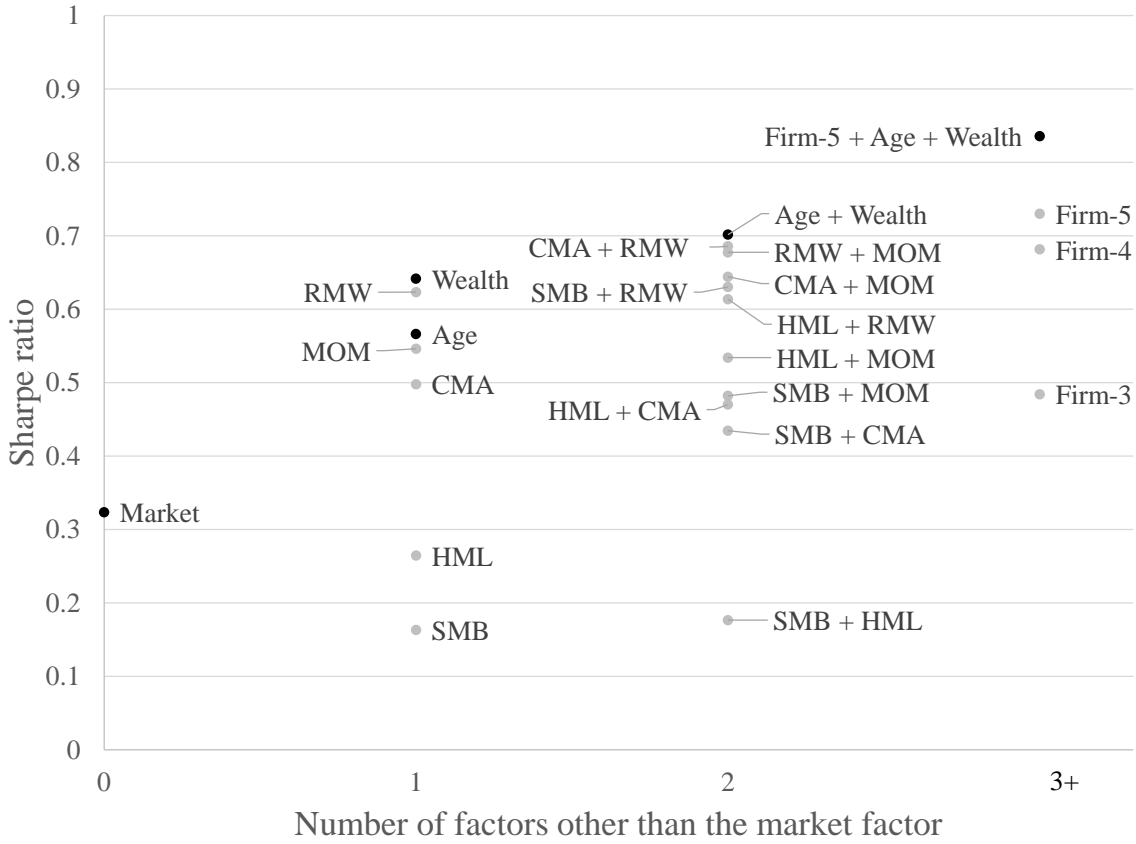 1
0.9
0.8
0.7
0.6
0.5
0.4
0.3
0.2
0.1
0
Sharpe ratio
Firm-5 + Age + Wealth
Age + Wealth
Firm-5
CMA + RMW
RMW + MOM
Firm-4
Wealth
RMW
SMB + RMW
CMA + MOM
HML + RMW
Age
MOM
HML + MOM
CMA
SMB + MOM
Firm-3
HML + CMA
SMB + CMA
Market
HML
SMB
SMB + HML
0
1
2
3+
Number of factors other than the market factor